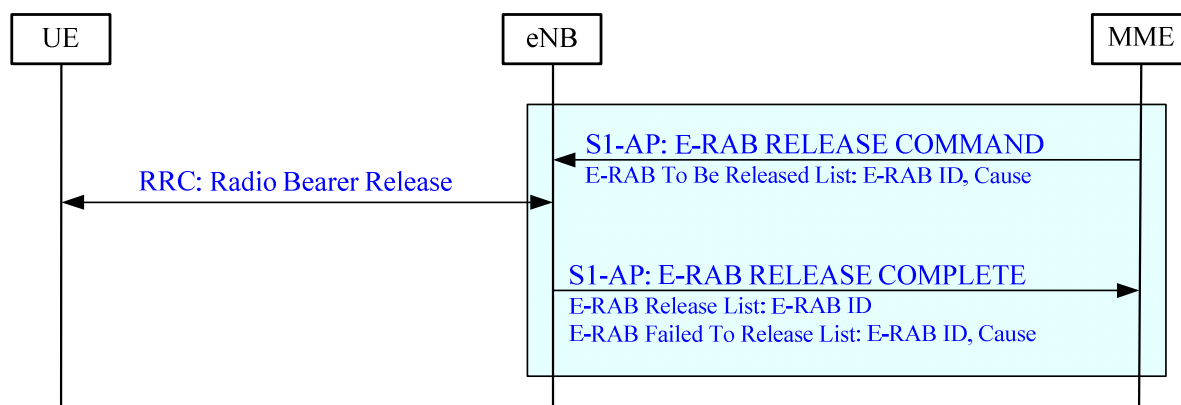 UE
eNB
MME
S1-AP: E-RAB RELEASE COMMAND
E-RAB To Be Released List: E-RAB ID, Cause
RRC: Radio Bearer Release
S1-AP: E-RAB RELEASE COMPLETE
E-RAB Release List: E-RAB ID
E-RAB Failed To Release List: E-RAB ID, Cause